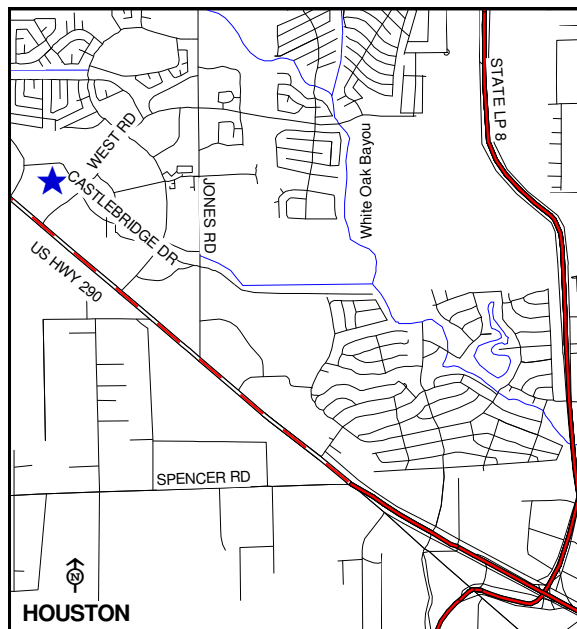 STATE LP 8
WEST RD
White Oak Bayou
CASTLEBRIDGE DR
JONES RD
US HWY 290
SPENCER RD
N
HOUSTON